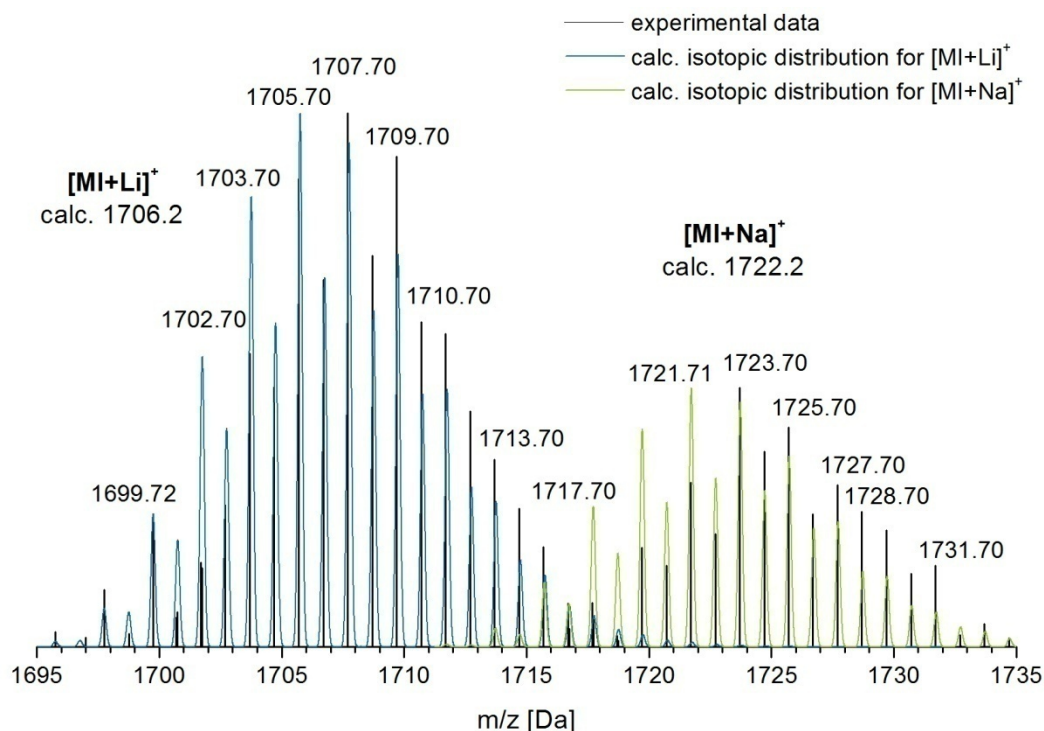 experimental data
calc. isotopic distribution for [MI+Li]⁺
calc. isotopic distribution for [MI+Na]⁺
1707.70
1705.70
1709.70
[MI+Li]⁺
calc. 1706.2
1703.70
[MI+Na]⁺
calc. 1722.2
1710.70
1702.70
1721.71
1723.70
1725.70
1713.70
1727.70
1699.72
1717.70
1728.70
1731.70
1695 1700 1705 1710 1715 1720 1725 1730 1735
m/z [Da]